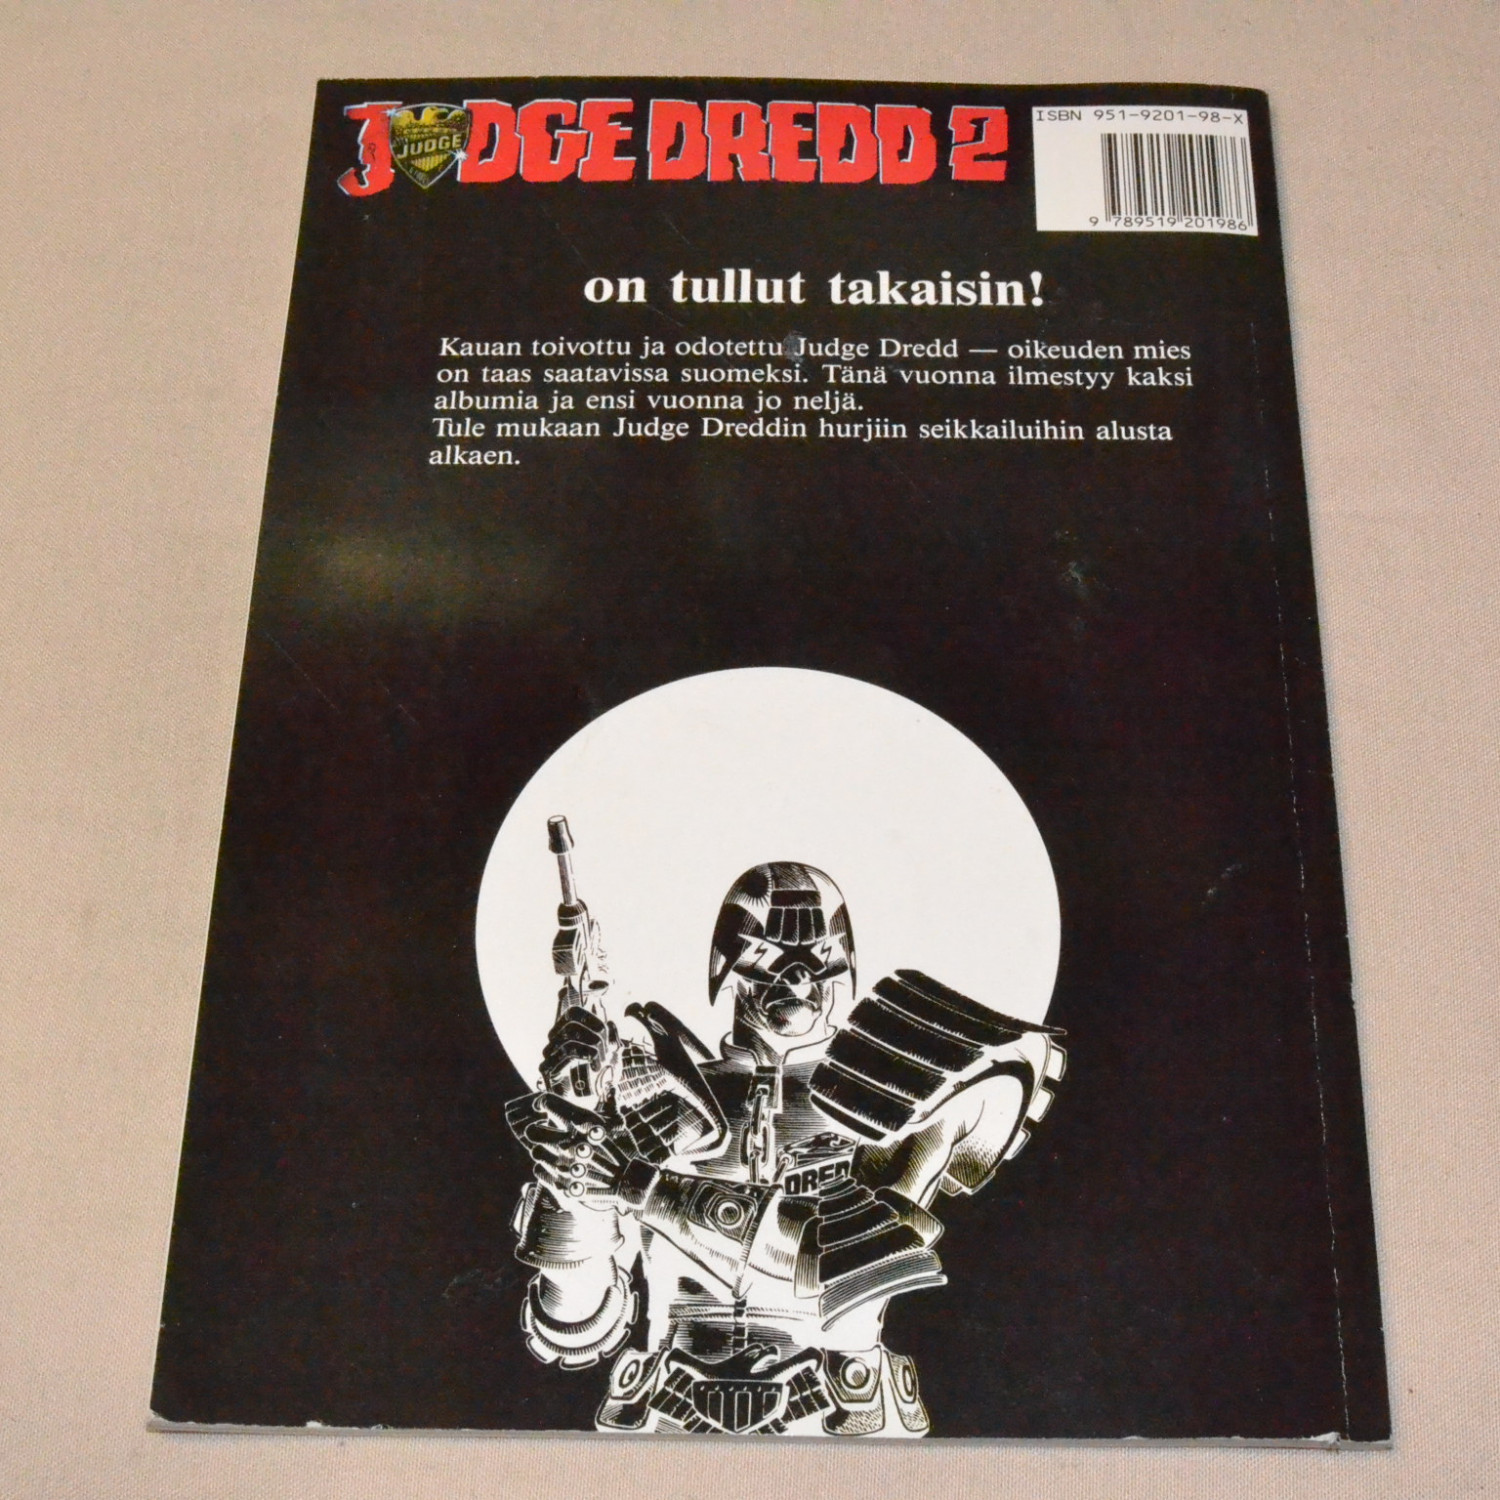 JUDGE DREDD 2
JUDGE
ISBN 951-9201-98-X
9 789519 201986
on tullut takaisin!
Kauan toivottu ja odotettu Judge Dredd — oikeuden mies
on taas saatavissa suomeksi. Tänä vuonna ilmestyy kaksi
albumia ja ensi vuonna jo neljä.
Tule mukaan Judge Dreddin hurjiin seikkailuihin alusta
alkaen.
DREDD